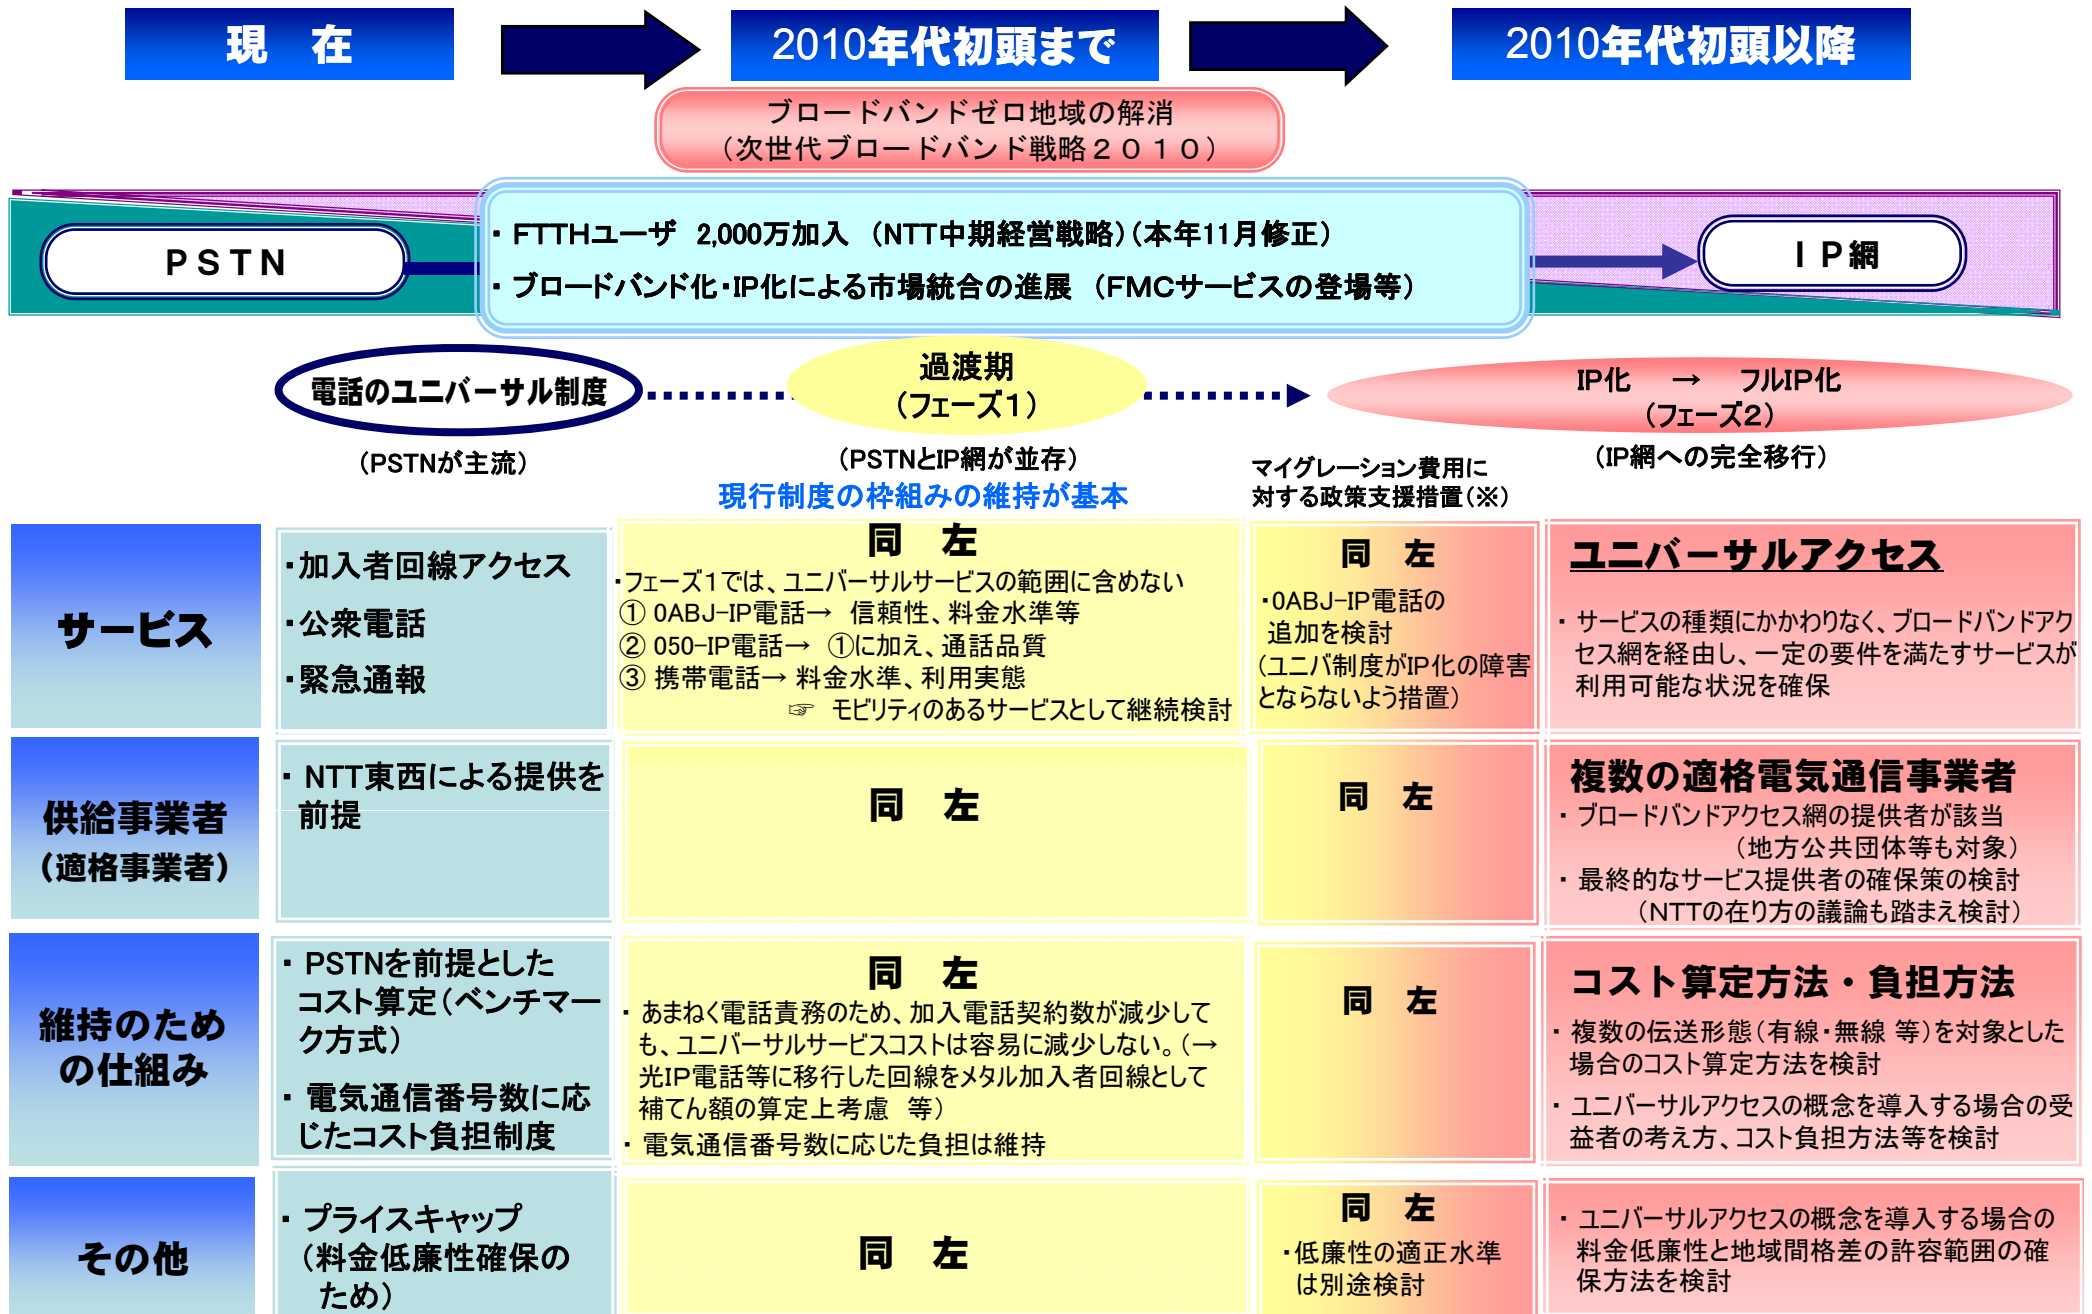 現　在
2010年代初頭まで
2010年代初頭以降
ブロードバンドゼロ地域の解消
（次世代ブロードバンド戦略２０１０）
ＰＳＴＮ
・FTTHユーザ　2,000万加入　（NTT中期経営戦略）（本年11月修正）
・ブロードバンド化・IP化による市場統合の進展　（FMCサービスの登場等）
ＩＰ網
電話のユニバーサル制度
（PSTNが主流）
過渡期
（フェーズ１）
（PSTNとIP網が並存）
現行制度の枠組みの維持が基本
マイグレーション費用に
対する政策支援措置（※）
IP化　→　フルIP化
（フェーズ２）
（IP網への完全移行）
サービス
・加入者回線アクセス
・公衆電話
・緊急通報
同　左
・フェーズ１では、ユニバーサルサービスの範囲に含めない
① 0ABJ-IP電話→　信頼性、料金水準等
② 050-IP電話→　①に加え、通話品質
③ 携帯電話→ 料金水準、利用実態
☞　モビリティのあるサービスとして継続検討
同　左
・0ABJ-IP電話の
追加を検討
（ユニバ制度がIP化の障害
とならないよう措置）
ユニバーサルアクセス
・ サービスの種類にかかわりなく、ブロードバンドアク
セス網を経由し、一定の要件を満たすサービスが
利用可能な状況を確保
供給事業者
（適格事業者）
・ NTT東西による提供を
前提
同　左
同　左
複数の適格電気通信事業者
・ ブロードバンドアクセス網の提供者が該当
（地方公共団体等も対象）
・ 最終的なサービス提供者の確保策の検討
（NTTの在り方の議論も踏まえ検討）
維持のため
の仕組み
・ PSTNを前提とした
コスト算定（ベンチマー
ク方式）
・ 電気通信番号数に応
じたコスト負担制度
同　左
・ あまねく電話責務のため、加入電話契約数が減少して
も、ユニバーサルサービスコストは容易に減少しない。（→
光IP電話等に移行した回線をメタル加入者回線として
補てん額の算定上考慮　等）
・ 電気通信番号数に応じた負担は維持
同　左
コスト算定方法・負担方法
・ 複数の伝送形態（有線・無線 等）を対象とした
場合のコスト算定方法を検討
・ ユニバーサルアクセスの概念を導入する場合の受
益者の考え方、コスト負担方法等を検討
その他
・ プライスキャップ
（料金低廉性確保の
ため）
同　左
同　左
・低廉性の適正水準
は別途検討
・ ユニバーサルアクセスの概念を導入する場合の
料金低廉性と地域間格差の許容範囲の確
保方法を検討